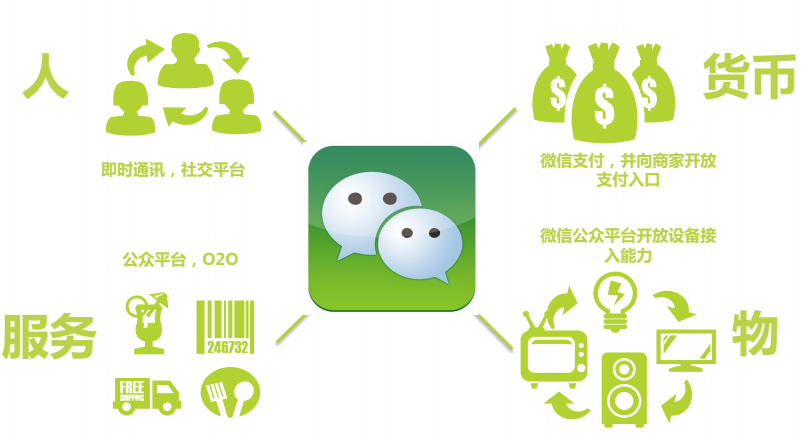 人
货币
即时通讯，社交平台
微信支付，并向商家开放
支付入口
公众平台，O2O
微信公众平台开放设备接
入能力
服务
246732
FREE
SHIPPING
物